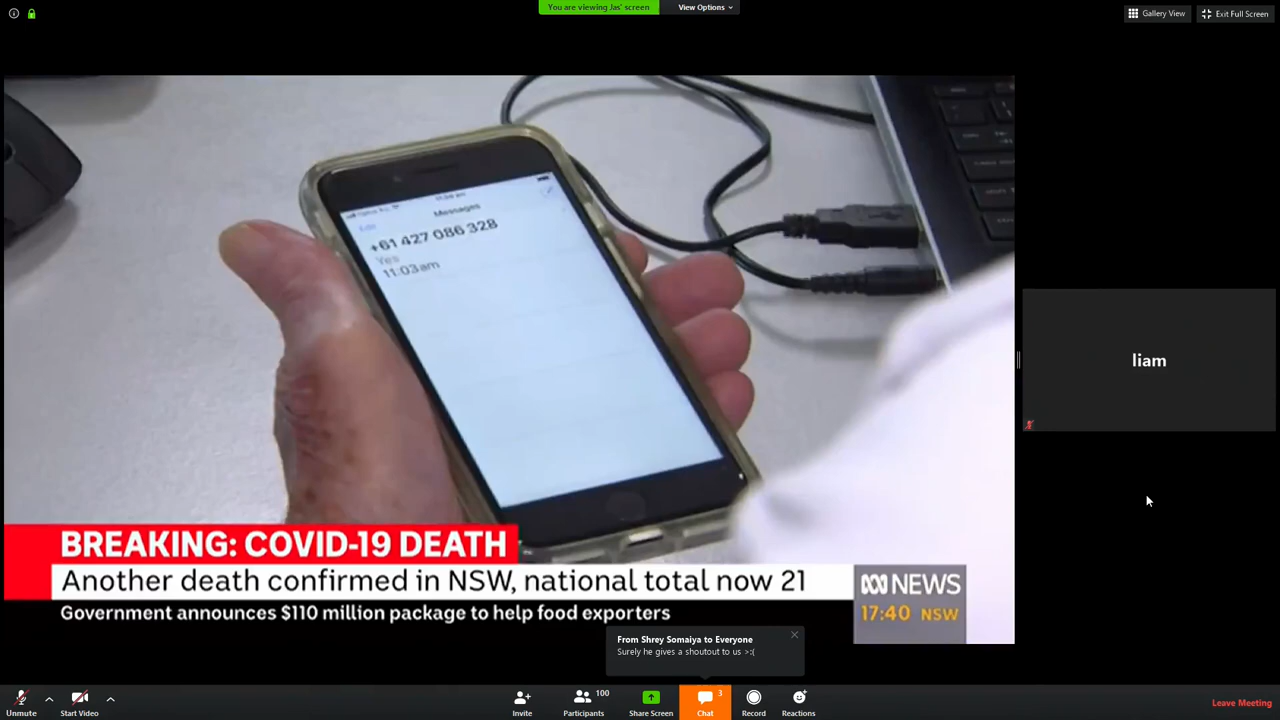 You are viewing Jas' screen
View Options
Gallery View
Exit Full Screen
Messages
Edit
+61 427 086 328
Yes
11:03am
liam
BREAKING: COVID-19 DEATH
Another death confirmed in NSW, national total now 21
Government announces $110 million package to help food exporters
abc NEWS
17:40 NSW
From Shrey Somaiya to Everyone
Surely he gives a shoutout to us >:(
Unmute
Start Video
Invite
Participants
100
Share Screen
Chat
3
Record
Reactions
Leave Meeting